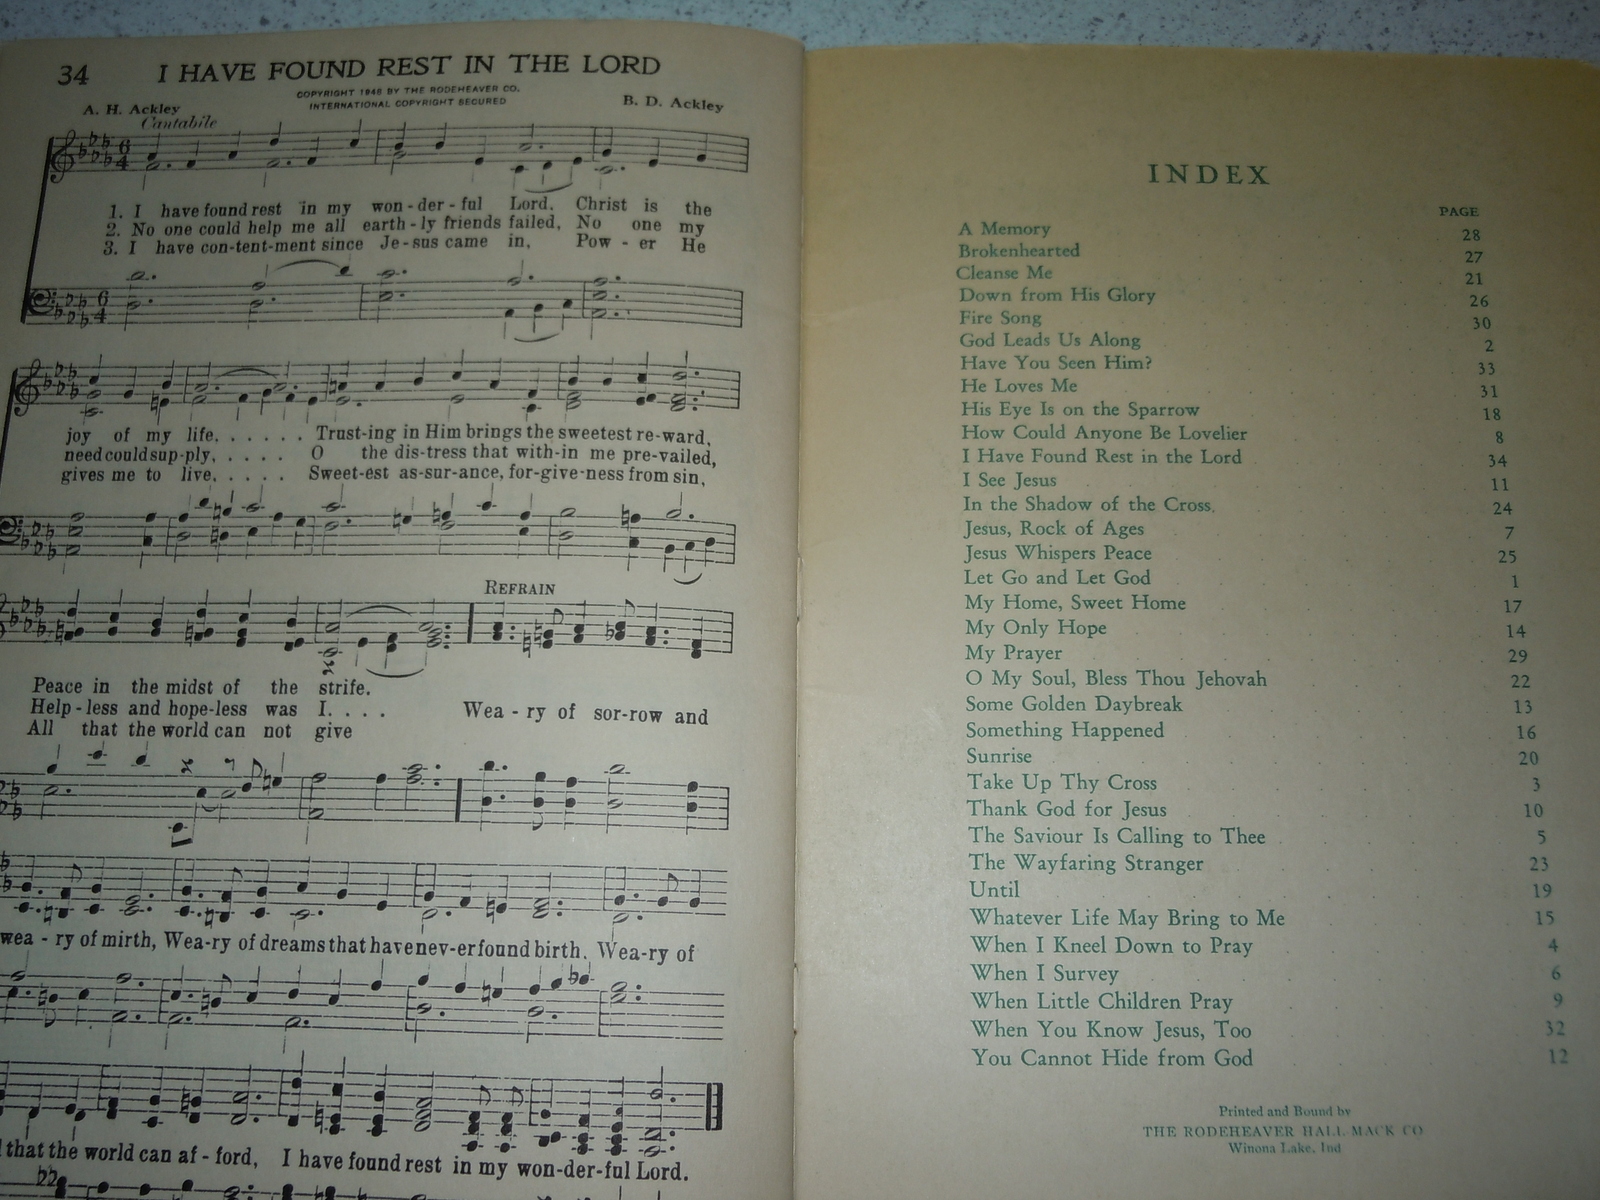 34 I HAVE FOUND REST IN THE LORD
COPYRIGHT 1946 BY THE RODEHEAVER CO.
INTERNATIONAL COPYRIGHT SECURED
A. H. Ackley B. D. Ackley
Cantabile
1. I have found rest in my won-der-ful Lord. Christ is the
2. No one could help me all earth-ly friends failed, No one my
3. I have con-tent-ment since Je-sus came in, Pow-er He
joy of my life. . . . . . Trust-ing in Him brings the sweetest re-ward,
need could sup-ply, . . . . O the dis-tress that with-in me pre-vailed,
gives me to live, . . . . . Sweet-est as-sur-ance, for-give-ness from sin,
REFRAIN
Peace in the midst of the strife.
Help-less and hope-less was I. . . . Wea-ry of sor-row and
All that the world can not give
wea-ry of mirth, Wea-ry of dreams that have nev-er found birth. Wea-ry of
that the world can af-ford, I have found rest in my won-der-ful Lord.
INDEX
PAGE
A Memory 28
Brokenhearted 27
Cleanse Me 21
Down from His Glory 26
Fire Song 30
God Leads Us Along 2
Have You Seen Him? 33
He Loves Me 31
His Eye Is on the Sparrow 18
How Could Anyone Be Lovelier 8
I Have Found Rest in the Lord 34
I See Jesus 11
In the Shadow of the Cross 24
Jesus, Rock of Ages 7
Jesus Whispers Peace 25
Let Go and Let God 1
My Home, Sweet Home 17
My Only Hope 14
My Prayer 29
O My Soul, Bless Thou Jehovah 22
Some Golden Daybreak 13
Something Happened 16
Sunrise 20
Take Up Thy Cross 3
Thank God for Jesus 10
The Saviour Is Calling to Thee 5
The Wayfaring Stranger 23
Until 19
Whatever Life May Bring to Me 15
When I Kneel Down to Pray 4
When I Survey 6
When Little Children Pray 9
When You Know Jesus, Too 32
You Cannot Hide from God 12
Printed and Bound by
THE RODEHEAVER HALL-MACK CO
Winona Lake, Ind